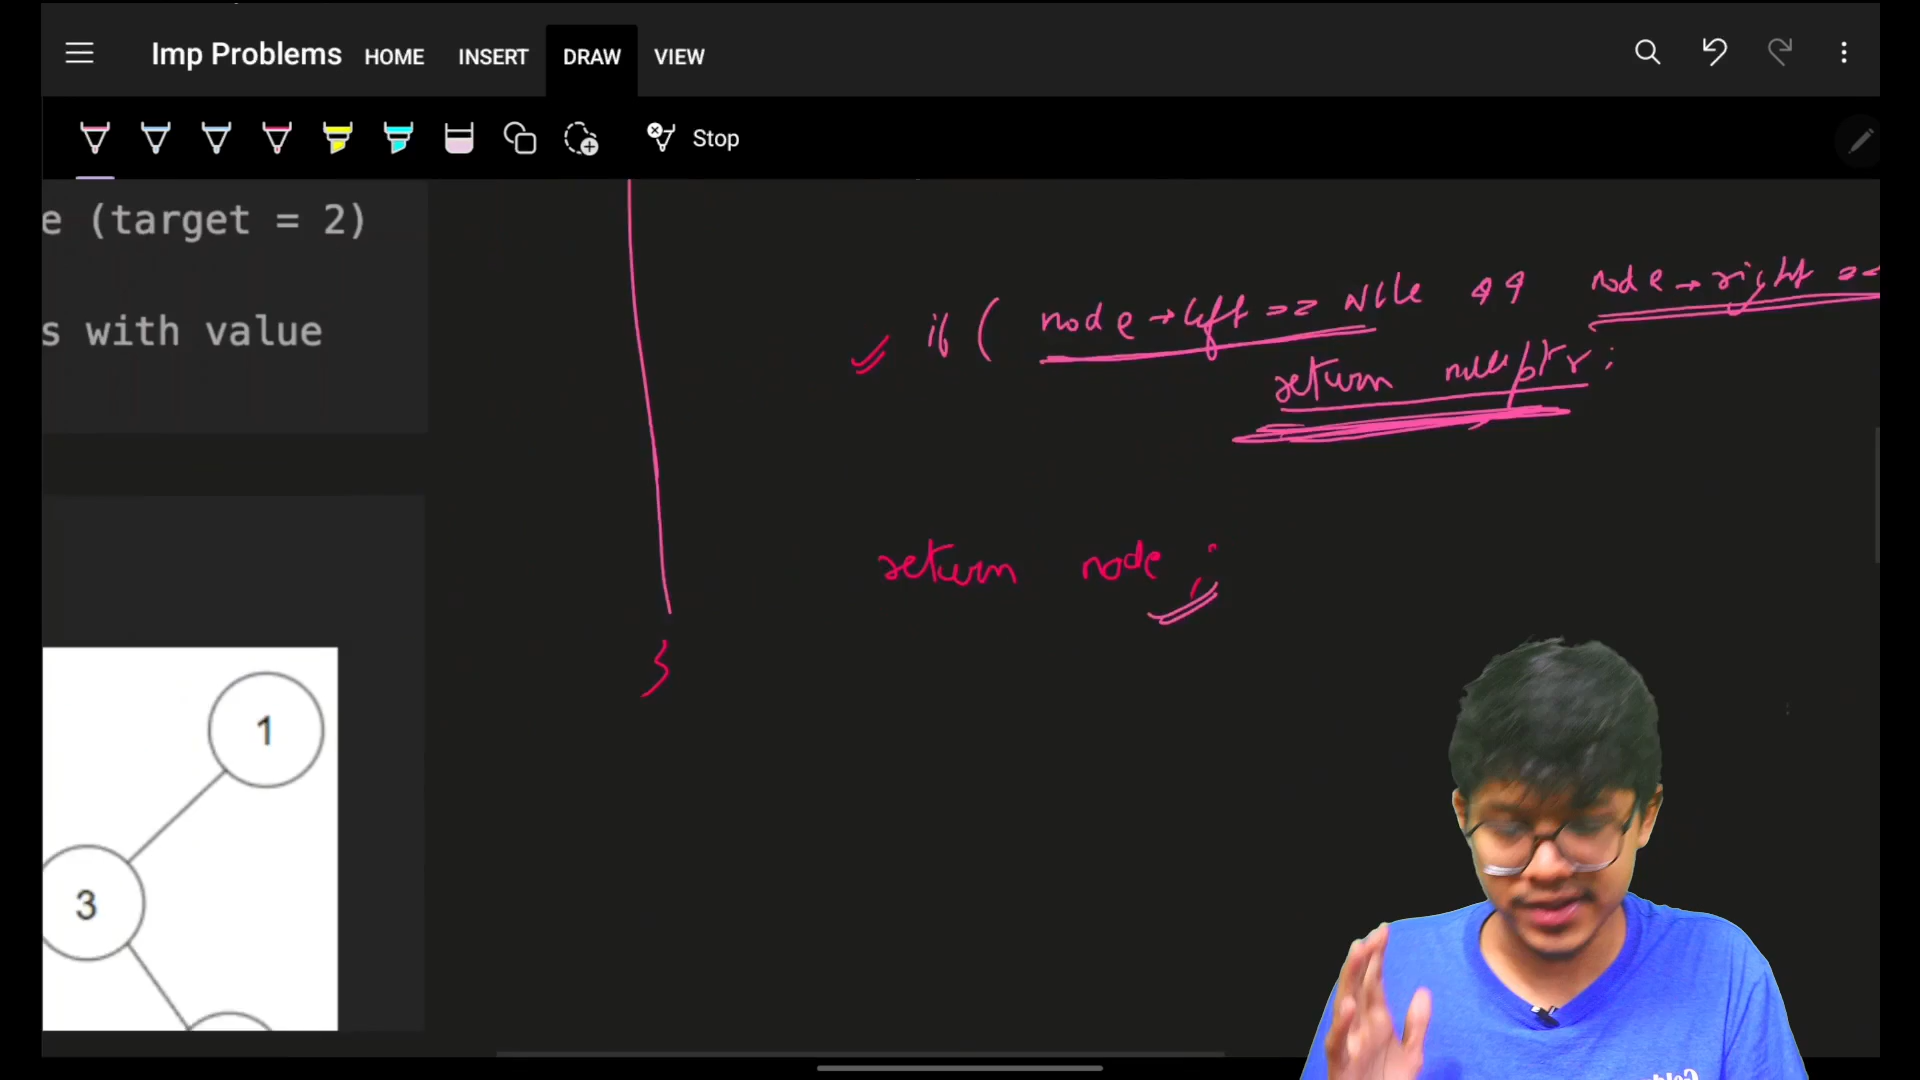 Imp Problems HOME INSERT DRAW VIEW
Stop
e (target = 2)
s with value
if ( node → left == NULL && node → right ==
return nullptr;
return node ;
}
1
3